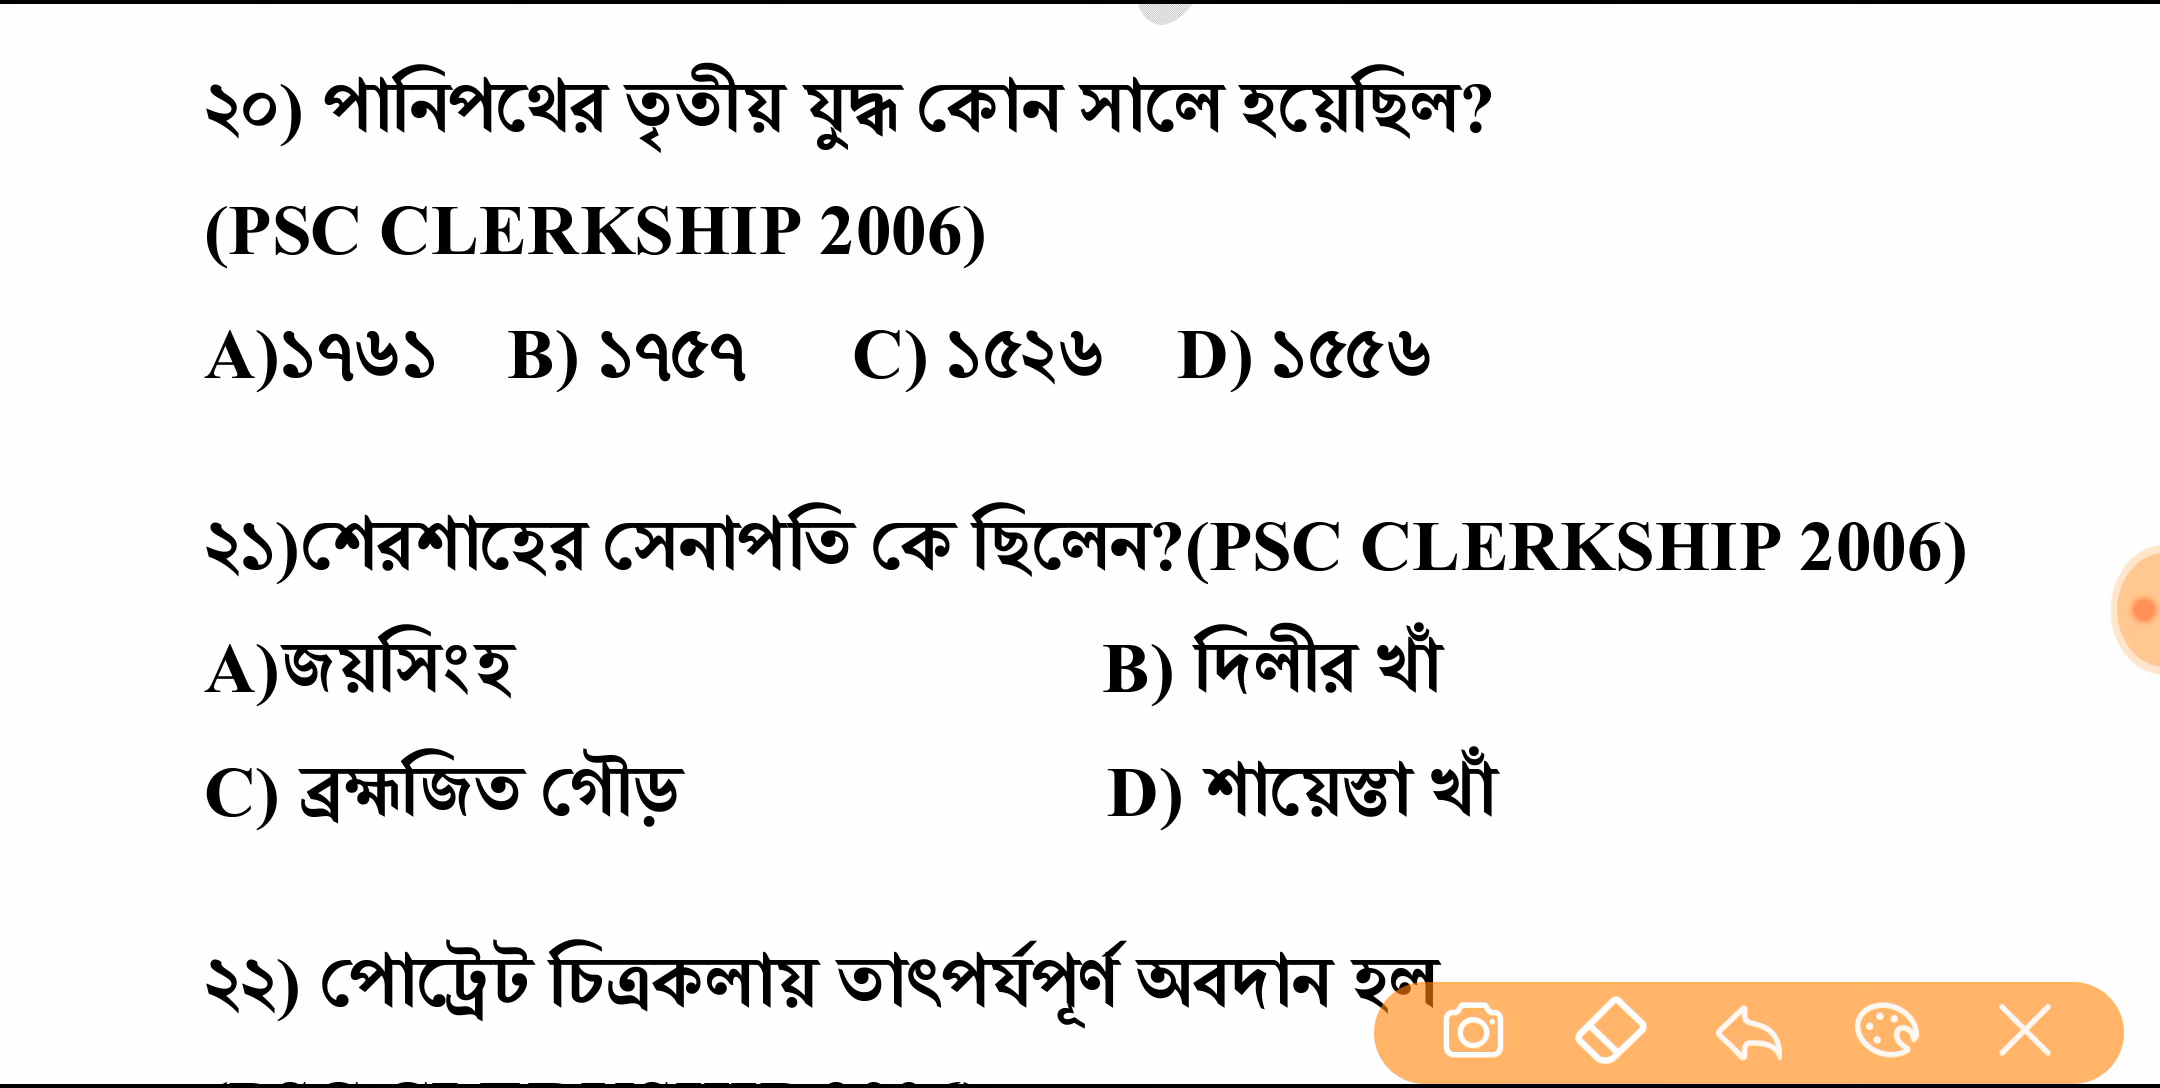 ২০) পানিপথের তৃতীয় যুদ্ধ কোন সালে হয়েছিল?
(PSC CLERKSHIP 2006)
A)১৭৬১ B) ১৭৫৭ C) ১৫২৬ D) ১৫৫৬
২১)শেরশাহের সেনাপতি কে ছিলেন?(PSC CLERKSHIP 2006)
A)জয়সিংহ B) দিলীর খাঁ
C) ব্রহ্মজিত গৌড় D) শায়েস্তা খাঁ
২২) পোট্রেট চিত্রকলায় তাৎপর্যপূর্ণ অবদান হল